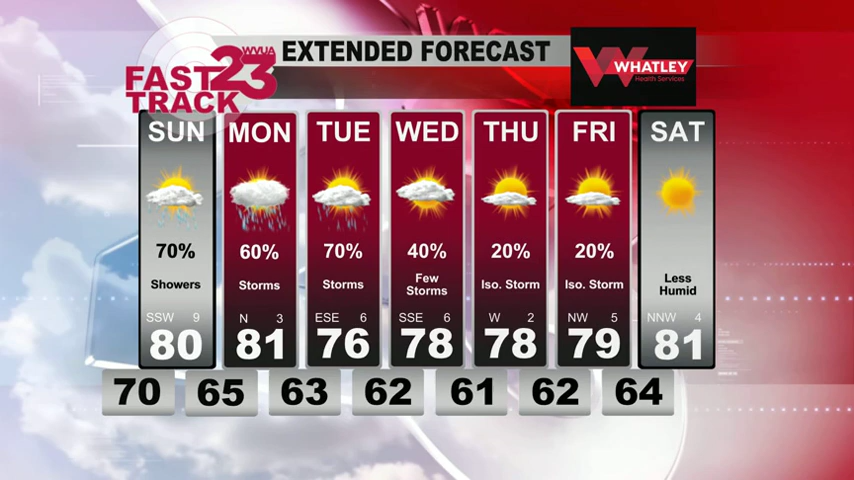 WVUA
23
FAST
TRACK
EXTENDED FORECAST
WHATLEY
Health Services
SUN MON TUE WED THU FRI SAT
70% 60% 70% 40% 20% 20%
Showers Storms Storms Few Storms Iso. Storm Iso. Storm Less Humid
SSW 9 N 3 ESE 6 SSE 6 W 2 NW 5 NNW 4
80 81 76 78 78 79 81
70 65 63 62 61 62 64